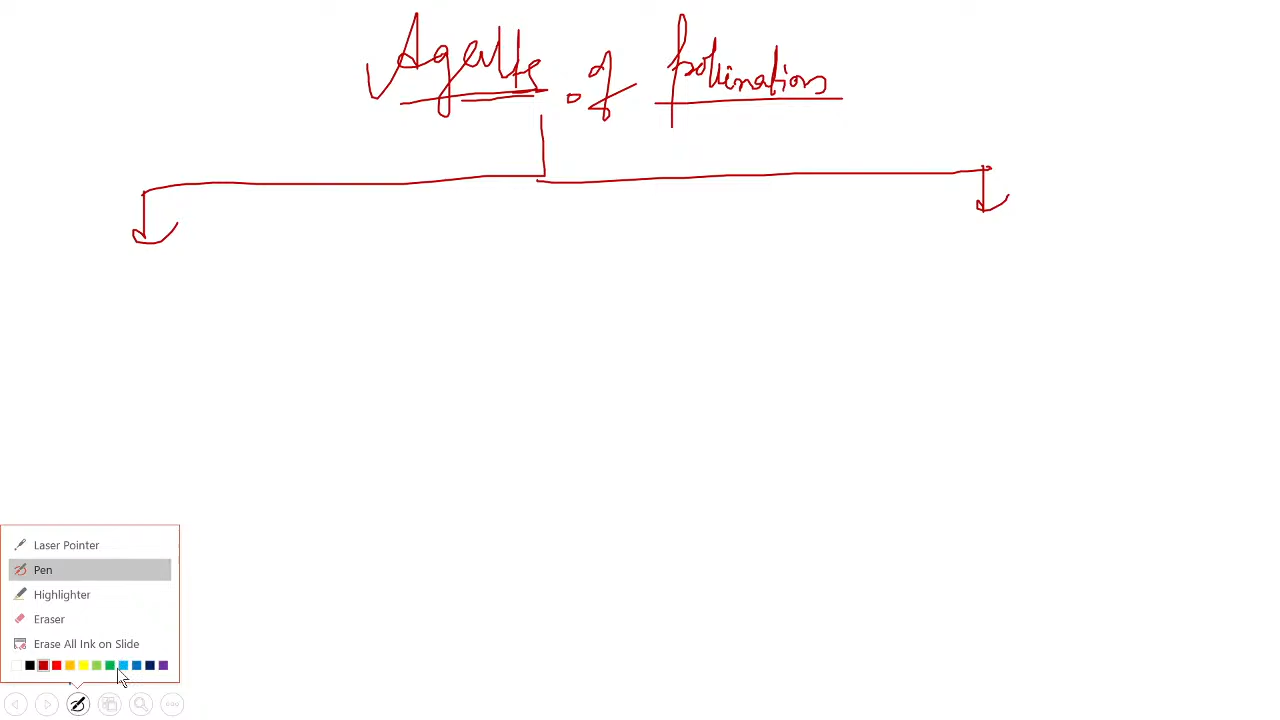 Agents of pollination
Laser Pointer
Pen
Highlighter
Eraser
Erase All Ink on Slide